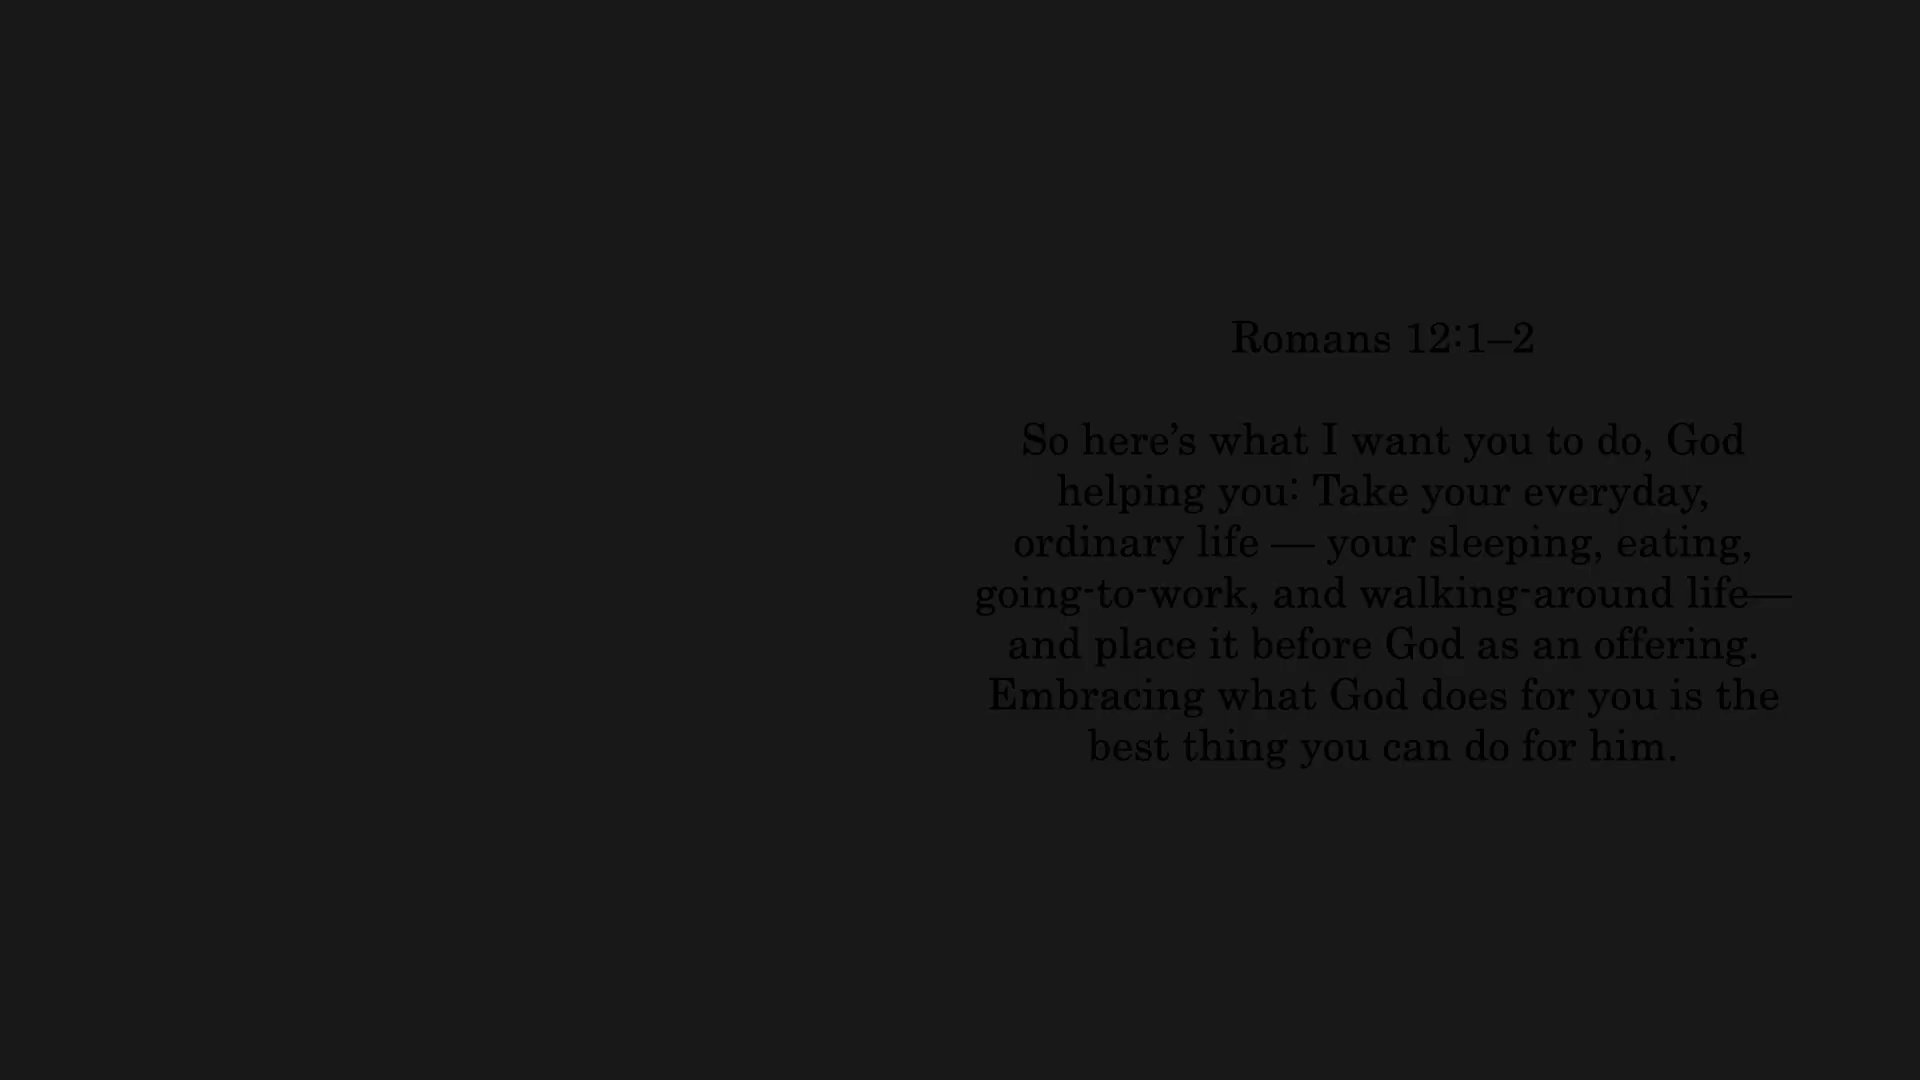 Romans 12:1–2
So here’s what I want you to do, God
helping you: Take your everyday,
ordinary life — your sleeping, eating,
going-to-work, and walking-around life—
and place it before God as an offering.
Embracing what God does for you is the
best thing you can do for him.